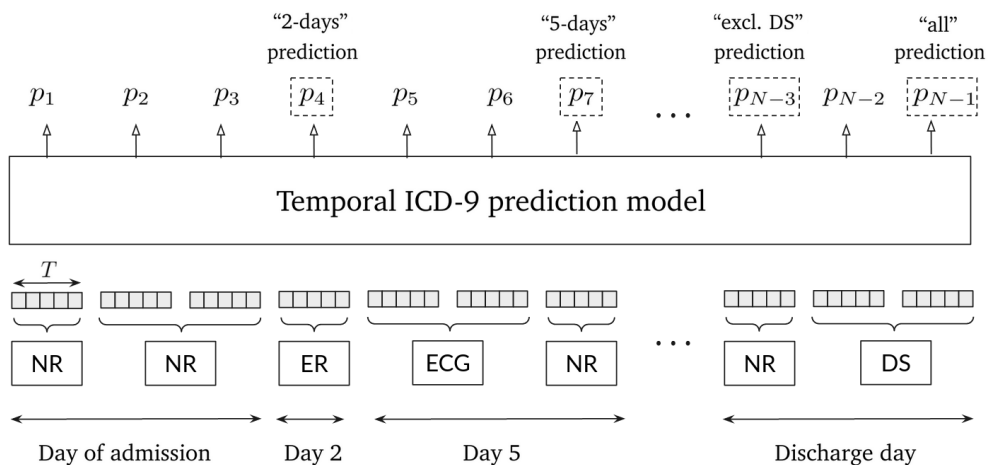 “2-days” “5-days” “excl. DS” “all”
prediction prediction prediction prediction
p1 p2 p3 p4 p5 p6 p7 ... pN−3 pN−2 pN−1
Temporal ICD-9 prediction model
T
NR NR ER ECG NR ... NR DS
Day of admission Day 2 Day 5 Discharge day